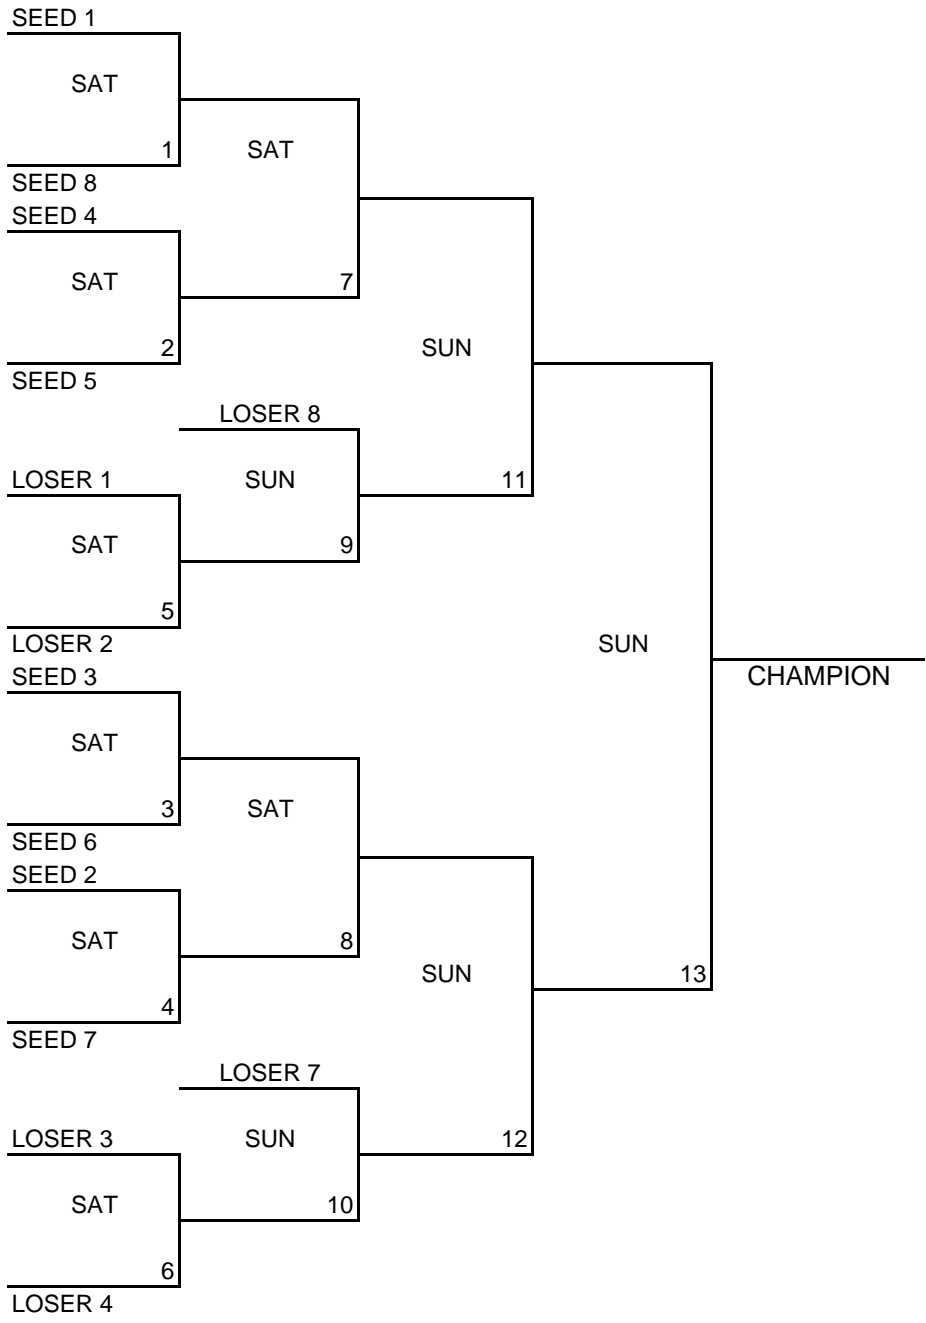 SEED 1
SAT
1
SAT
SEED 8
SEED 4
SAT
7
2
SUN
SEED 5
LOSER 8
LOSER 1
SUN
11
SAT
9
5
LOSER 2
SUN
CHAMPION
SEED 3
SAT
3
SAT
SEED 6
SEED 2
SAT
8
SUN
13
4
SEED 7
LOSER 7
LOSER 3
SUN
12
SAT
10
6
LOSER 4